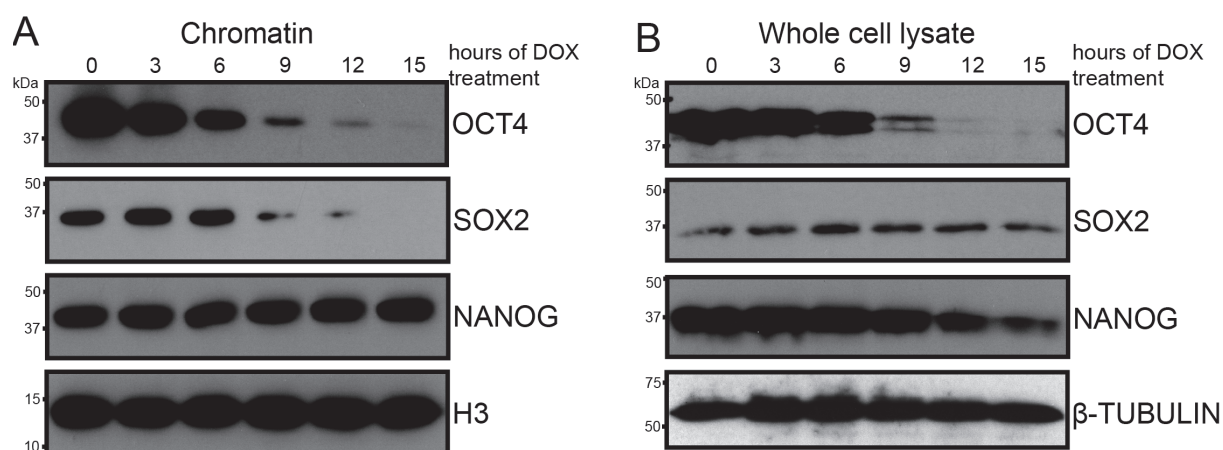 A
Chromatin
hours of DOX
treatment
0 3 6 9 12 15
kDa
50
37
OCT4
50
37
SOX2
50
37
NANOG
15
10
H3
B
Whole cell lysate
hours of DOX
treatment
0 3 6 9 12 15
kDa
50
37
OCT4
50
37
SOX2
50
37
NANOG
75
50
β-TUBULIN